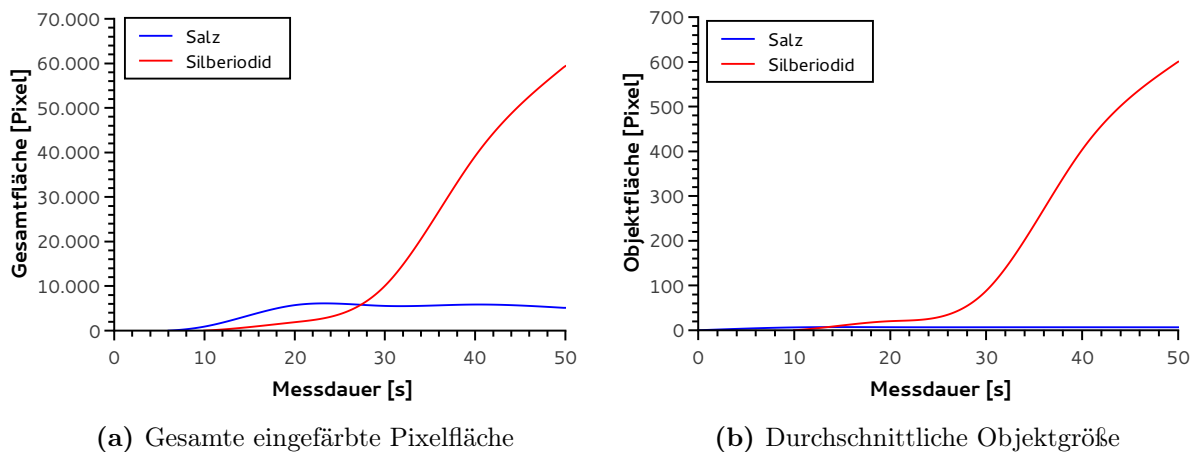 70.000
60.000
50.000
40.000
30.000
20.000
10.000
0
Gesamtfläche [Pixel]
Salz
Silberiodid
0 10 20 30 40 50
Messdauer [s]
(a) Gesamte eingefärbte Pixelfläche
700
600
500
400
300
200
100
0
Objektfläche [Pixel]
Salz
Silberiodid
0 10 20 30 40 50
Messdauer [s]
(b) Durchschnittliche Objektgröße